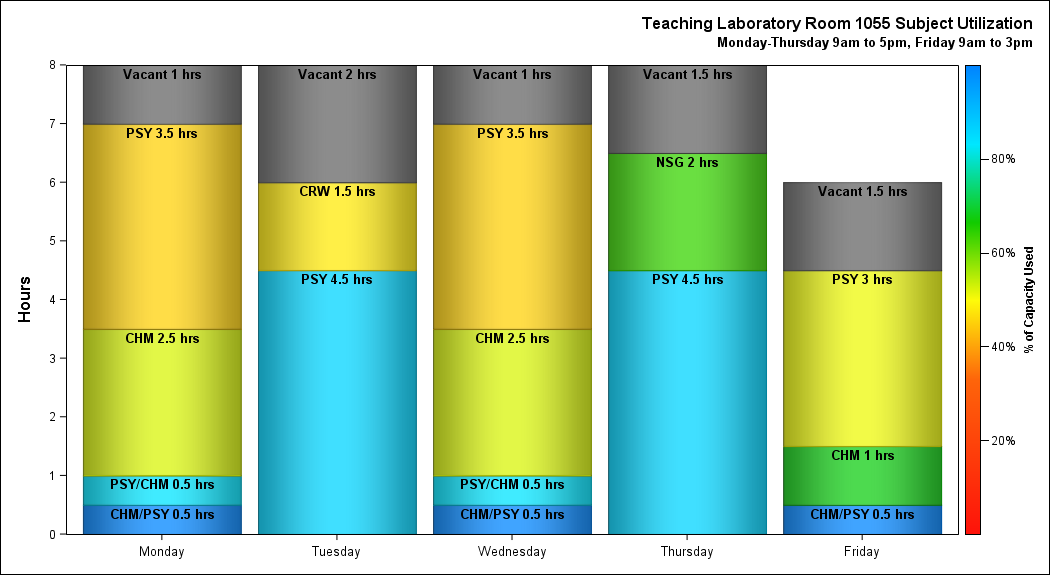 Teaching Laboratory Room 1055 Subject Utilization
Monday-Thursday 9am to 5pm, Friday 9am to 3pm
Hours
8
7
6
5
4
3
2
1
0
Vacant 1 hrs
PSY 3.5 hrs
CHM 2.5 hrs
PSY/CHM 0.5 hrs
CHM/PSY 0.5 hrs
Vacant 2 hrs
CRW 1.5 hrs
PSY 4.5 hrs
Vacant 1 hrs
PSY 3.5 hrs
CHM 2.5 hrs
PSY/CHM 0.5 hrs
CHM/PSY 0.5 hrs
Vacant 1.5 hrs
NSG 2 hrs
PSY 4.5 hrs
Vacant 1.5 hrs
PSY 3 hrs
CHM 1 hrs
CHM/PSY 0.5 hrs
Monday
Tuesday
Wednesday
Thursday
Friday
80%
60%
40%
20%
% of Capacity Used